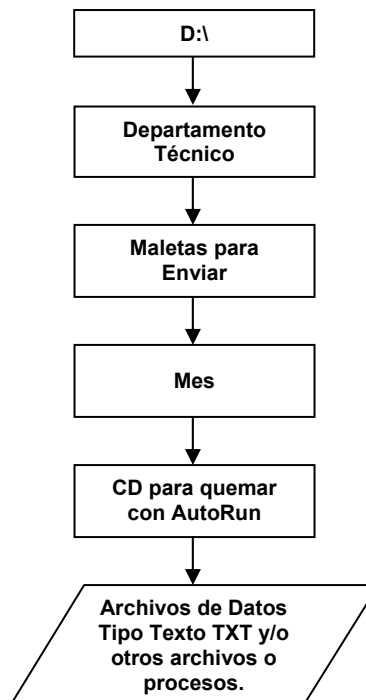 D:\
Departamento
Técnico
Maletas para
Enviar
Mes
CD para quemar
con AutoRun
Archivos de Datos
Tipo Texto TXT y/o
otros archivos o
procesos.